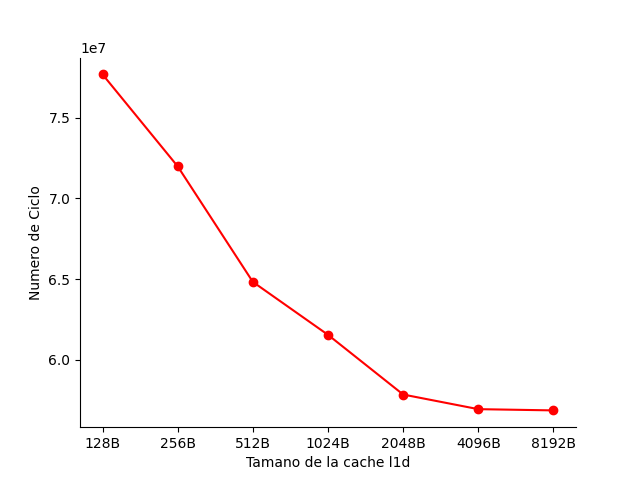 1e7
7.5
7.0
6.5
6.0
Numero de Ciclo
128B 256B 512B 1024B 2048B 4096B 8192B
Tamano de la cache l1d